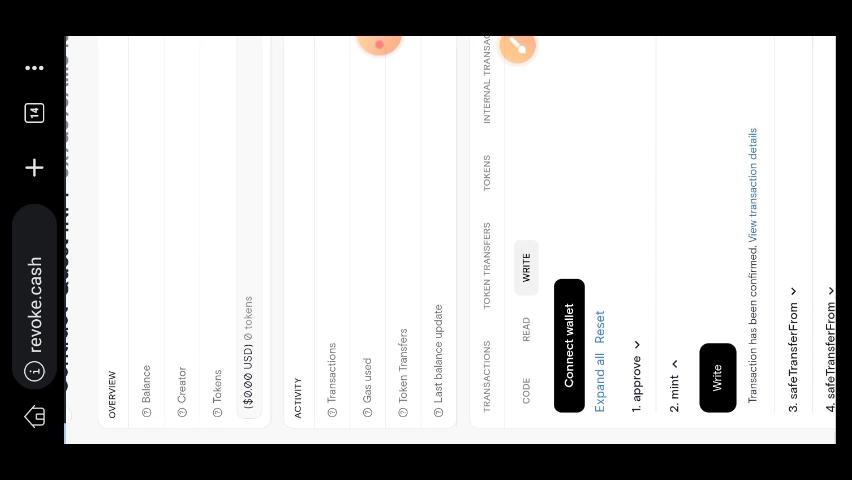 14
revoke.cash
OVERVIEW
Balance
Creator
Tokens
($0.00 USD) 0 tokens
ACTIVITY
Transactions
Gas used
Token Transfers
Last balance update
TRANSACTIONS TOKEN TRANSFERS TOKENS INTERNAL TRANSAC
CODE READ WRITE
Connect wallet
Expand all Reset
1. approve
2. mint
Write
Transaction has been confirmed. View transaction details
3. safeTransferFrom
4. safeTransferFrom